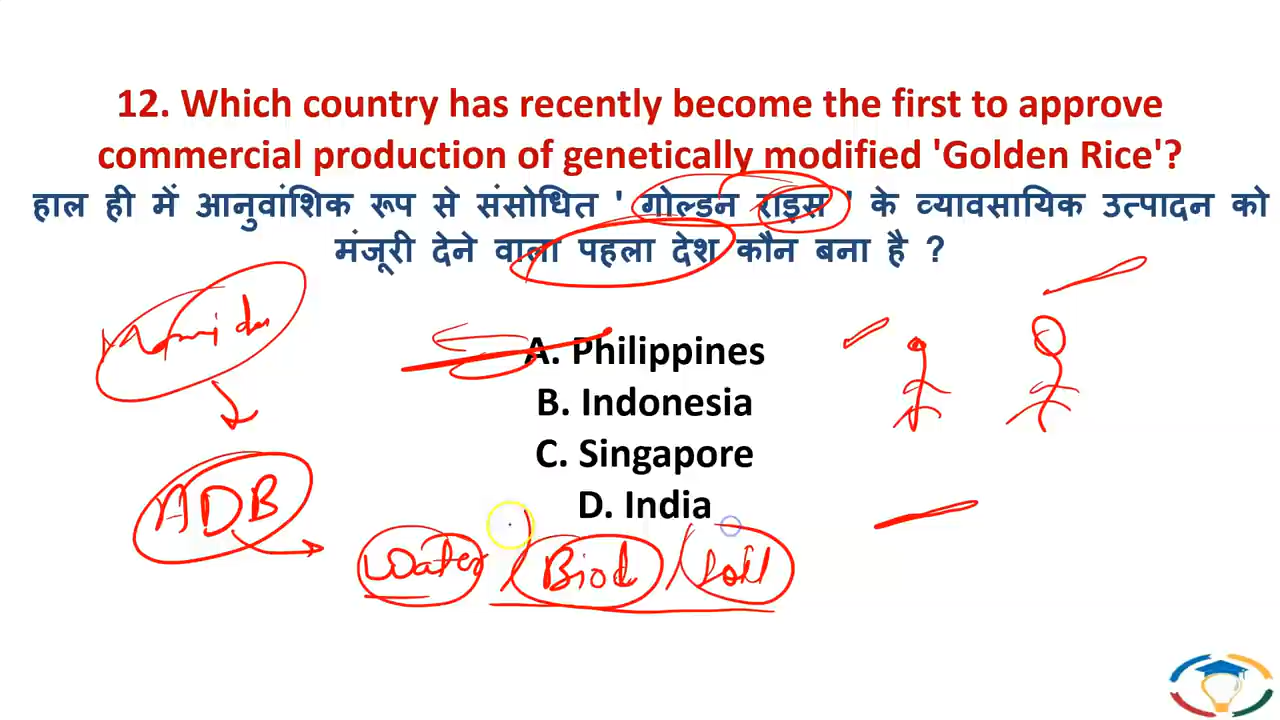 12. Which country has recently become the first to approve
commercial production of genetically modified 'Golden Rice'?
हाल ही में आनुवांशिक रूप से संसोधित ' गोल्डन राइस ' के व्यावसायिक उत्पादन को
मंजूरी देने वाला पहला देश कौन बना है ?
A. Philippines
B. Indonesia
C. Singapore
D. India
ADB
Water / Biod / Soil